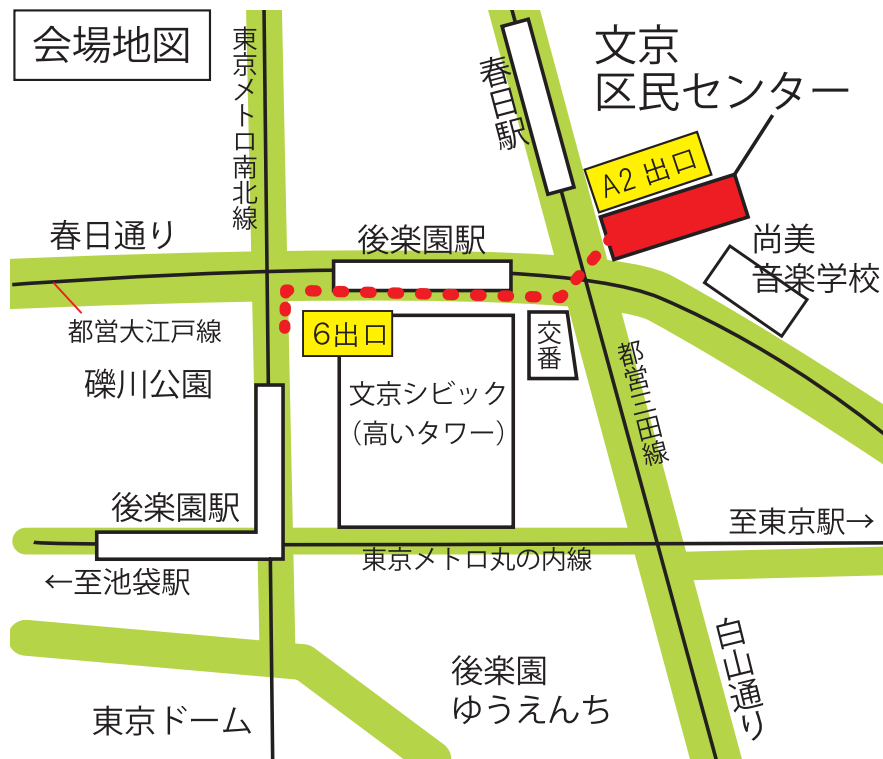 会場地図
東京メトロ南北線
春日駅
文京
区民センター
A2 出口
春日通り
後楽園駅
尚美
音楽学校
都営大江戸線
6出口
交番
都営三田線
礫川公園
文京シビック
（高いタワー）
後楽園駅
至東京駅→
東京メトロ丸の内線
←至池袋駅
白山通り
後楽園
ゆうえんち
東京ドーム